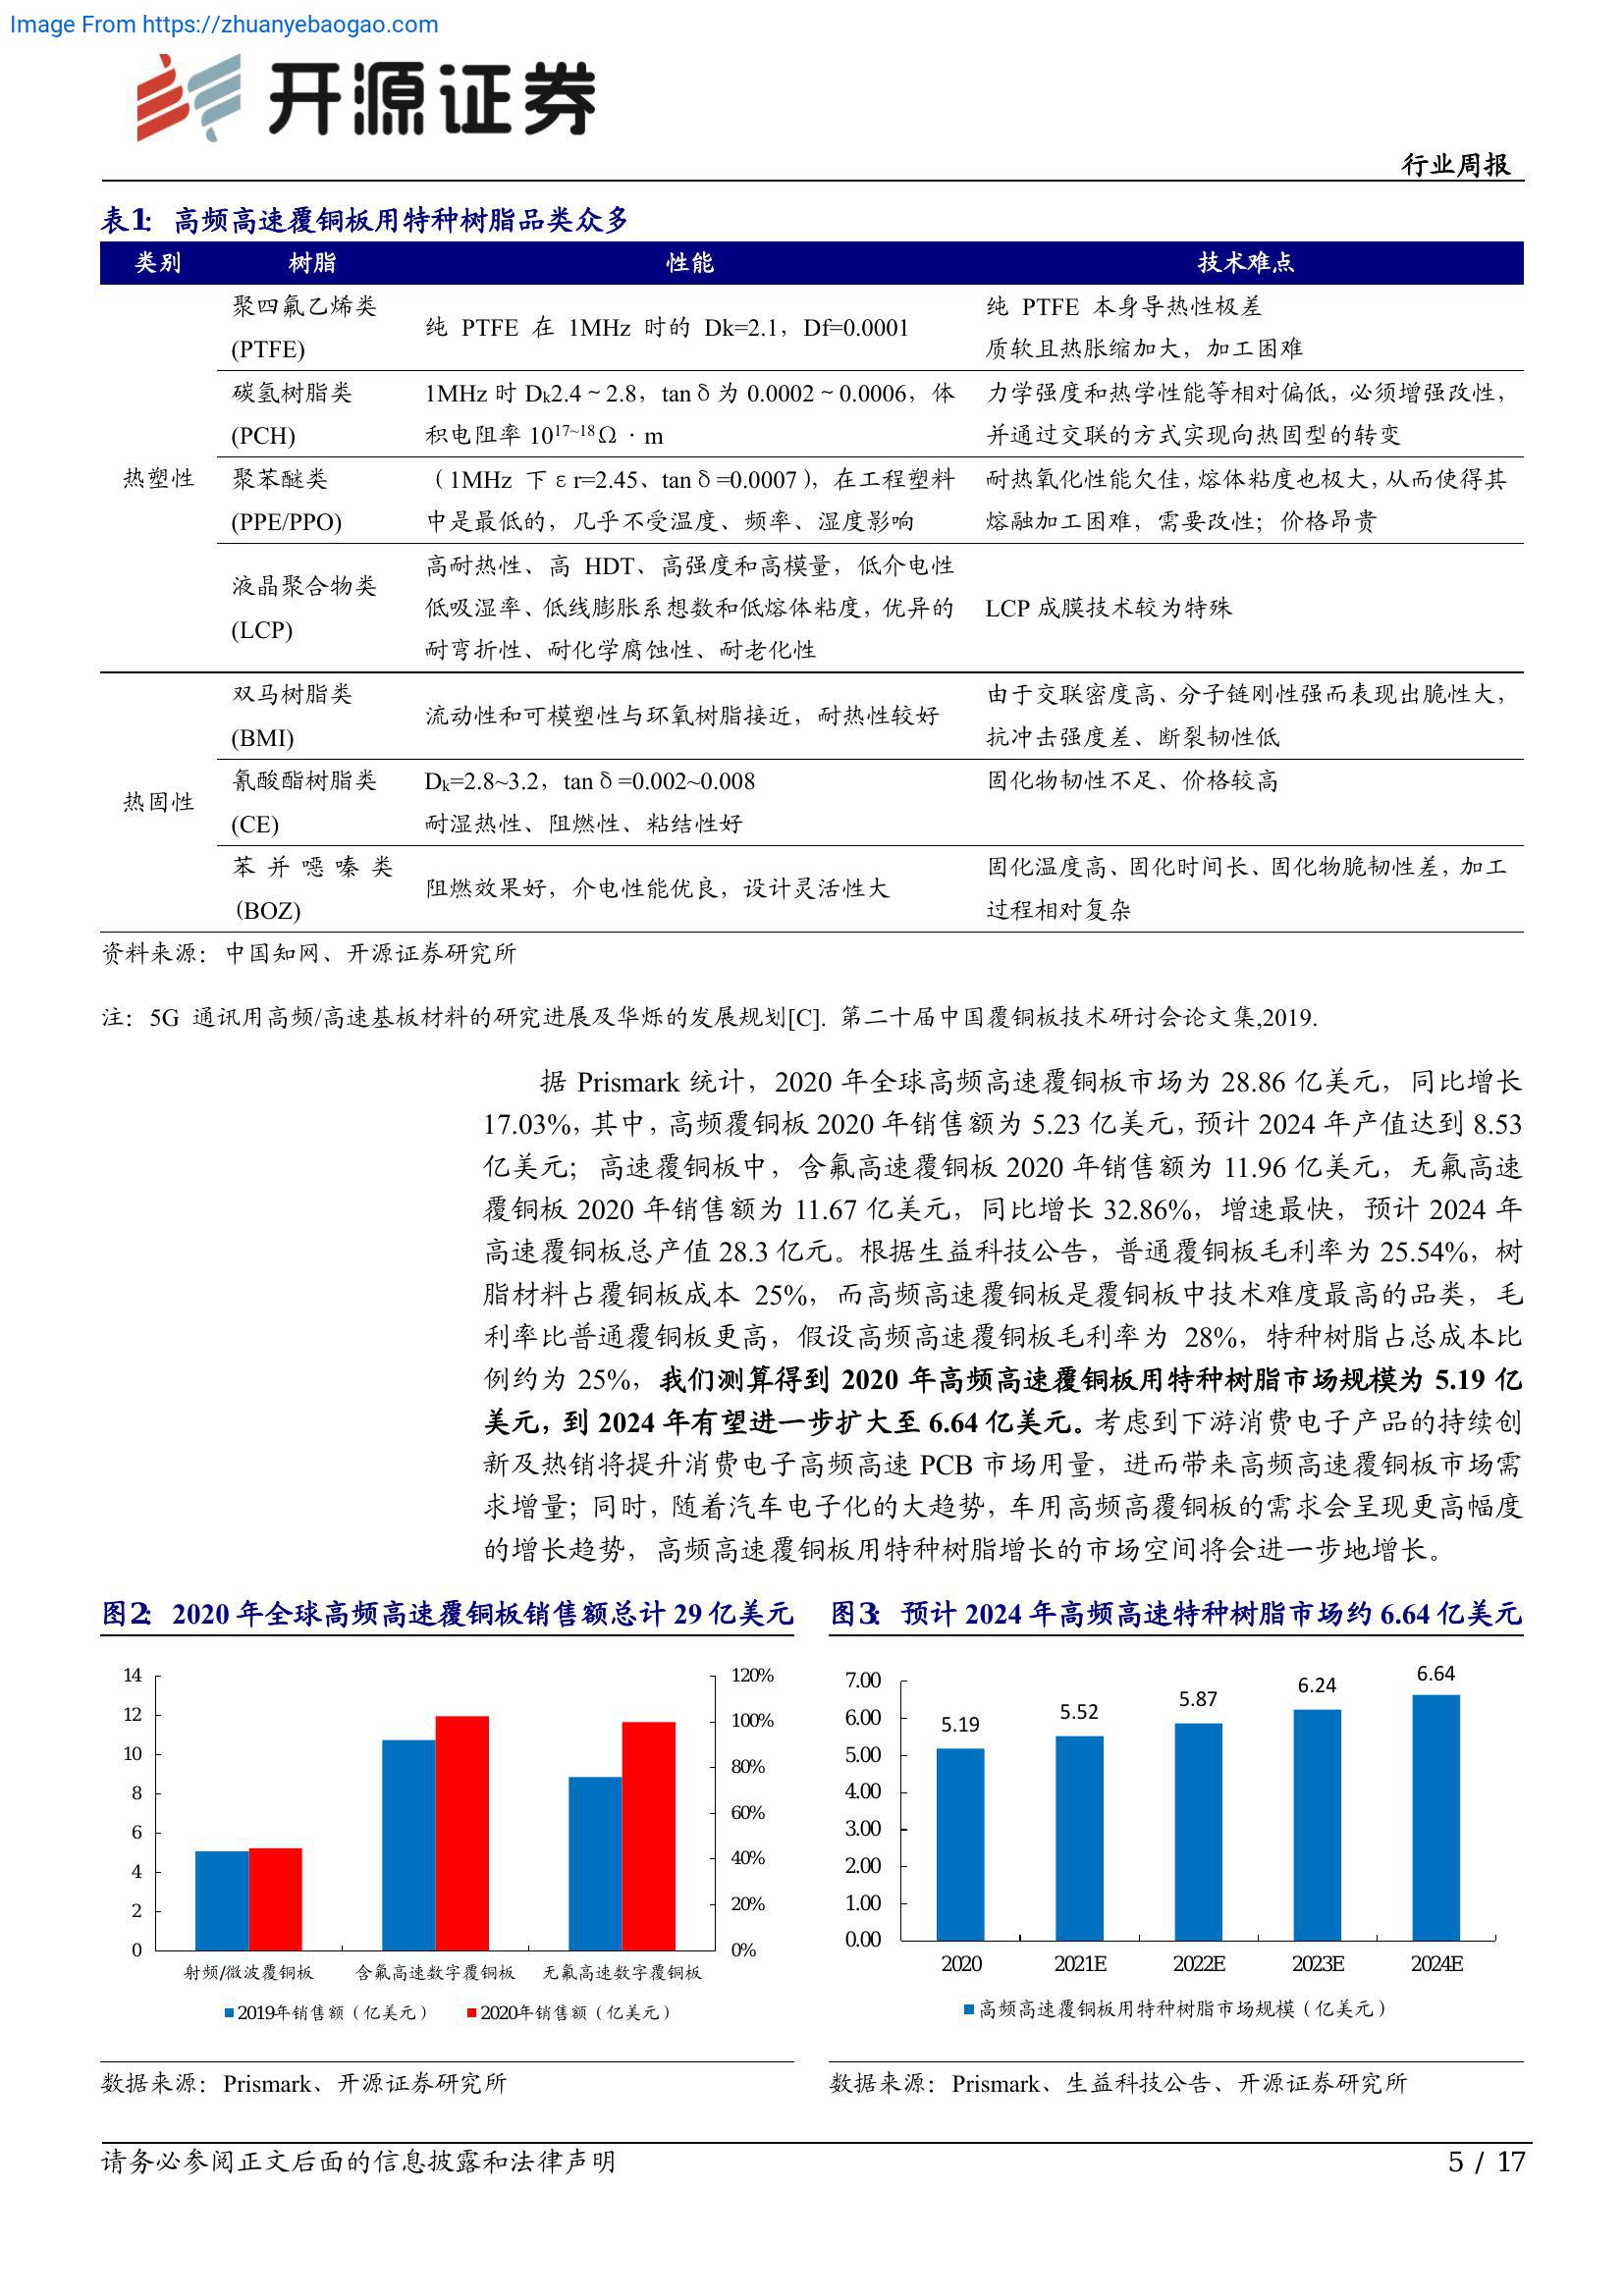 Image From https://zhuanyebaogao.com
开源证券
行业周报
表1: 高频高速覆铜板用特种树脂品类众多
类别 树脂 性能 技术难点
热塑性
聚四氟乙烯类
(PTFE)
纯 PTFE 在 1MHz 时的 Dk=2.1，Df=0.0001
纯 PTFE 本身导热性极差
质软且热胀缩加大，加工困难
碳氢树脂类
(PCH)
1MHz 时 Dk2.4～2.8，tanδ为 0.0002～0.0006，体
积电阻率 10¹⁷~¹⁸Ω·m
力学强度和热学性能等相对偏低，必须增强改性，
并通过交联的方式实现向热固型的转变
聚苯醚类
(PPE/PPO)
（1MHz 下εr=2.45、tanδ=0.0007），在工程塑料
中是最低的，几乎不受温度、频率、湿度影响
耐热氧化性能欠佳，熔体粘度也极大，从而使得其
熔融加工困难，需要改性；价格昂贵
液晶聚合物类
(LCP)
高耐热性、高 HDT、高强度和高模量，低介电性
低吸湿率、低线膨胀系想数和低熔体粘度，优异的
耐弯折性、耐化学腐蚀性、耐老化性
LCP 成膜技术较为特殊
热固性
双马树脂类
(BMI)
流动性和可模塑性与环氧树脂接近，耐热性较好
由于交联密度高、分子链刚性强而表现出脆性大，
抗冲击强度差、断裂韧性低
氰酸酯树脂类
(CE)
Dk=2.8~3.2，tanδ=0.002~0.008
耐湿热性、阻燃性、粘结性好
固化物韧性不足、价格较高
苯并噁嗪类
(BOZ)
阻燃效果好，介电性能优良，设计灵活性大
固化温度高、固化时间长、固化物脆韧性差，加工
过程相对复杂
资料来源：中国知网、开源证券研究所
注：5G 通讯用高频/高速基板材料的研究进展及华烁的发展规划[C]. 第二十届中国覆铜板技术研讨会论文集,2019.
据 Prismark 统计，2020 年全球高频高速覆铜板市场为 28.86 亿美元，同比增长
17.03%，其中，高频覆铜板 2020 年销售额为 5.23 亿美元，预计 2024 年产值达到 8.53
亿美元；高速覆铜板中，含氟高速覆铜板 2020 年销售额为 11.96 亿美元，无氟高速
覆铜板 2020 年销售额为 11.67 亿美元，同比增长 32.86%，增速最快，预计 2024 年
高速覆铜板总产值 28.3 亿元。根据生益科技公告，普通覆铜板毛利率为 25.54%，树
脂材料占覆铜板成本 25%，而高频高速覆铜板是覆铜板中技术难度最高的品类，毛
利率比普通覆铜板更高，假设高频高速覆铜板毛利率为 28%，特种树脂占总成本比
例约为 25%，我们测算得到 2020 年高频高速覆铜板用特种树脂市场规模为 5.19 亿
美元，到 2024 年有望进一步扩大至 6.64 亿美元。考虑到下游消费电子产品的持续创
新及热销将提升消费电子高频高速 PCB 市场用量，进而带来高频高速覆铜板市场需
求增量；同时，随着汽车电子化的大趋势，车用高频高覆铜板的需求会呈现更高幅度
的增长趋势，高频高速覆铜板用特种树脂增长的市场空间将会进一步地增长。
图2: 2020 年全球高频高速覆铜板销售额总计 29 亿美元
14
12
10
8
6
4
2
0
120%
100%
80%
60%
40%
20%
0%
射频/微波覆铜板 含氟高速数字覆铜板 无氟高速数字覆铜板
2019年销售额（亿美元） 2020年销售额（亿美元）
数据来源：Prismark、开源证券研究所
图3: 预计 2024 年高频高速特种树脂市场约 6.64 亿美元
7.00
6.00
5.00
4.00
3.00
2.00
1.00
0.00
5.19 5.52 5.87 6.24 6.64
2020 2021E 2022E 2023E 2024E
高频高速覆铜板用特种树脂市场规模（亿美元）
数据来源：Prismark、生益科技公告、开源证券研究所
请务必参阅正文后面的信息披露和法律声明
5 / 17